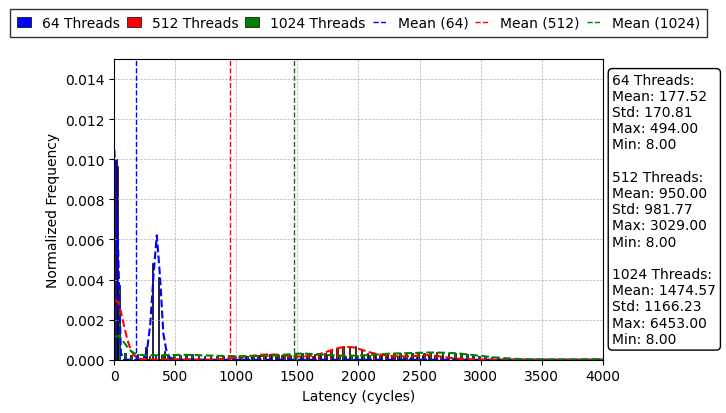 64 Threads 512 Threads 1024 Threads Mean (64) Mean (512) Mean (1024)
0.014
0.012
0.010
0.008
0.006
0.004
0.002
0.000
Normalized Frequency
0 500 1000 1500 2000 2500 3000 3500 4000
Latency (cycles)
64 Threads:
Mean: 177.52
Std: 170.81
Max: 494.00
Min: 8.00
512 Threads:
Mean: 950.00
Std: 981.77
Max: 3029.00
Min: 8.00
1024 Threads:
Mean: 1474.57
Std: 1166.23
Max: 6453.00
Min: 8.00